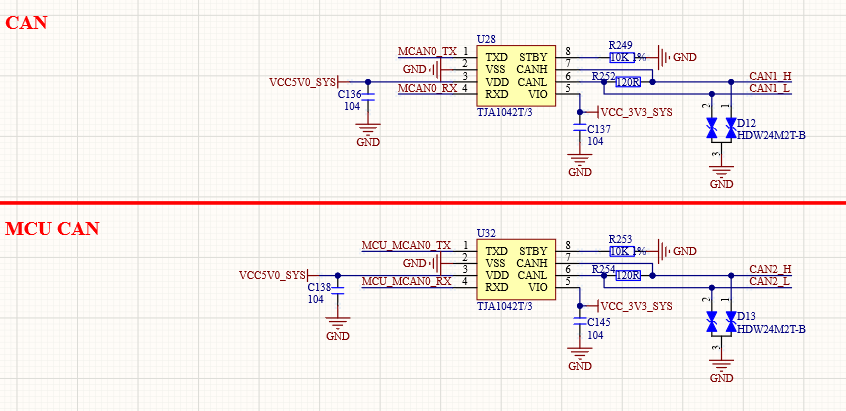 CAN
U28
MCAN0_TX 1 TXD STBY 8 R249 10K 1% GND
GND 2 VSS CANH 7
VCC5V0_SYS 3 VDD CANL 6 R252 120R CAN1_H
C136 MCAN0_RX 4 RXD VIO 5 CAN1_L
104 TJA1042T/3 VCC_3V3_SYS 2 1
GND C137 D12
104 HDW24M2T-B
GND 3
GND
MCU CAN
U32
MCU_MCAN0_TX 1 TXD STBY 8 R253 10K 1% GND
GND 2 VSS CANH 7
VCC5V0_SYS 3 VDD CANL 6 R254 120R CAN2_H
C138 MCU_MCAN0_RX 4 RXD VIO 5 CAN2_L
104 TJA1042T/3 VCC_3V3_SYS 2 1
GND C145 D13
104 HDW24M2T-B
GND 3
GND